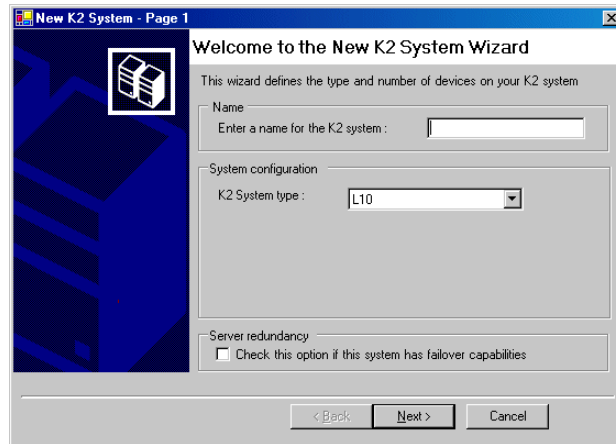 New K2 System - Page 1
Welcome to the New K2 System Wizard
This wizard defines the type and number of devices on your K2 system
Name
Enter a name for the K2 system :
System configuration
K2 System type :
L10
Server redundancy
Check this option if this system has failover capabilities
< Back
Next >
Cancel